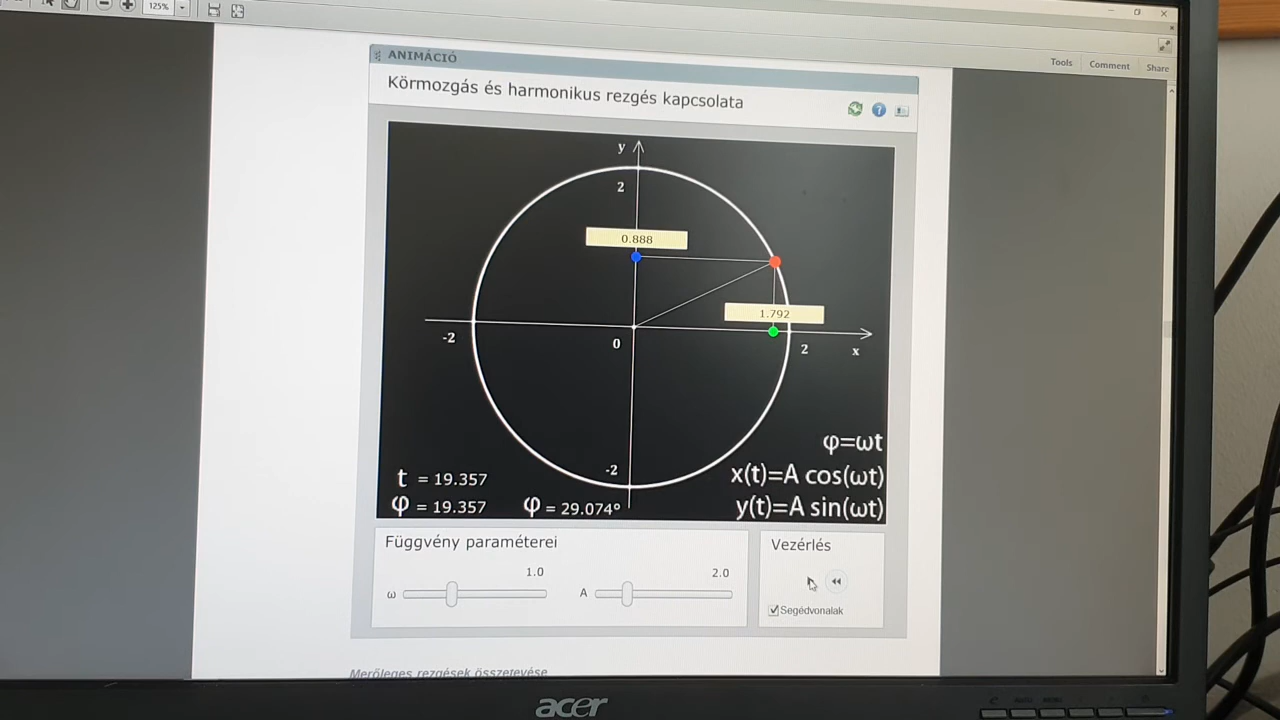 125%
Tools Comment Share
ANIMÁCIÓ
Körmozgás és harmonikus rezgés kapcsolata
?
y
2
0.888
1.792
-2
0
2
x
-2
φ=ωt
t = 19.357
x(t)=A cos(ωt)
φ = 19.357 φ = 29.074°
y(t)=A sin(ωt)
Függvény paraméterei
Vezérlés
1.0
2.0
ω
A
Segédvonalak
Merőleges rezgések összetevése
acer